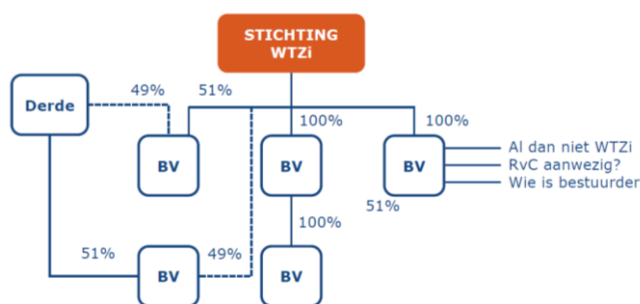 STICHTING
WTZi
49%
51%
Derde
100%
100%
BV
BV
BV
Al dan niet WTZi
RvC aanwezig?
Wie is bestuurder
51%
100%
51%
49%
BV
BV